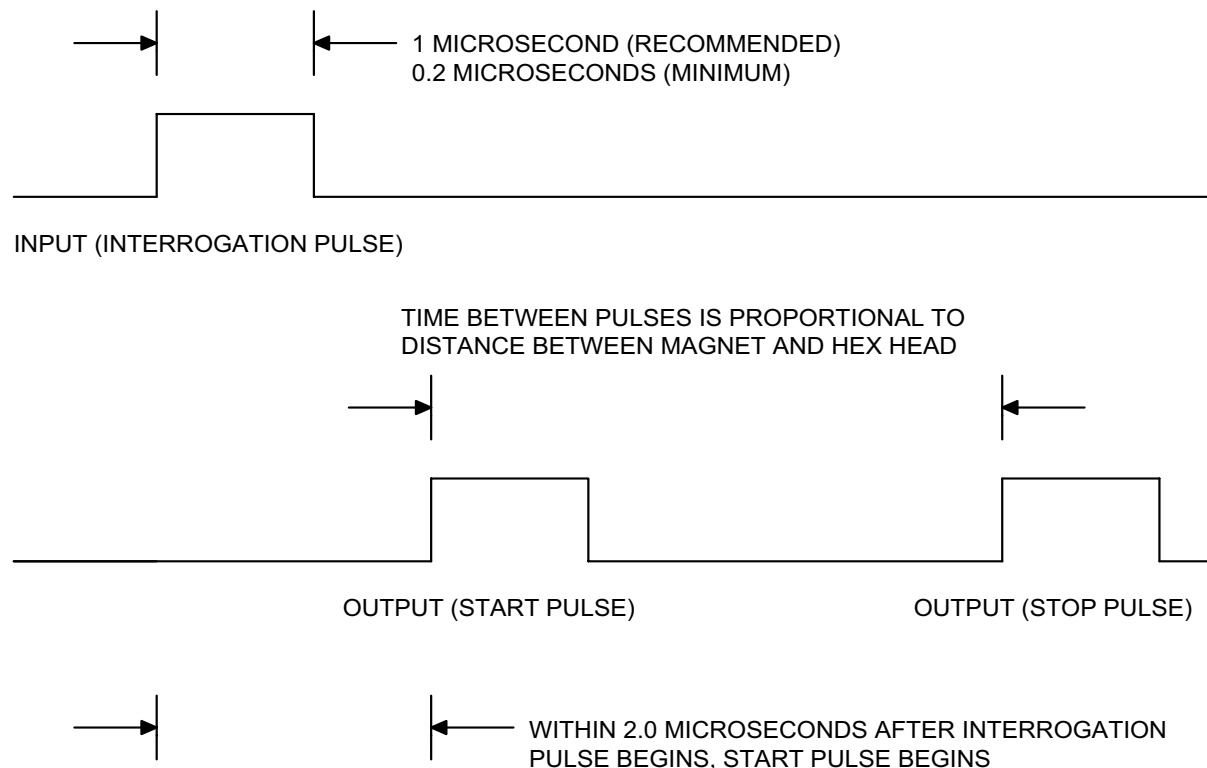 1 MICROSECOND (RECOMMENDED)
0.2 MICROSECONDS (MINIMUM)
INPUT (INTERROGATION PULSE)
TIME BETWEEN PULSES IS PROPORTIONAL TO
DISTANCE BETWEEN MAGNET AND HEX HEAD
OUTPUT (START PULSE)
OUTPUT (STOP PULSE)
WITHIN 2.0 MICROSECONDS AFTER INTERROGATION
PULSE BEGINS, START PULSE BEGINS